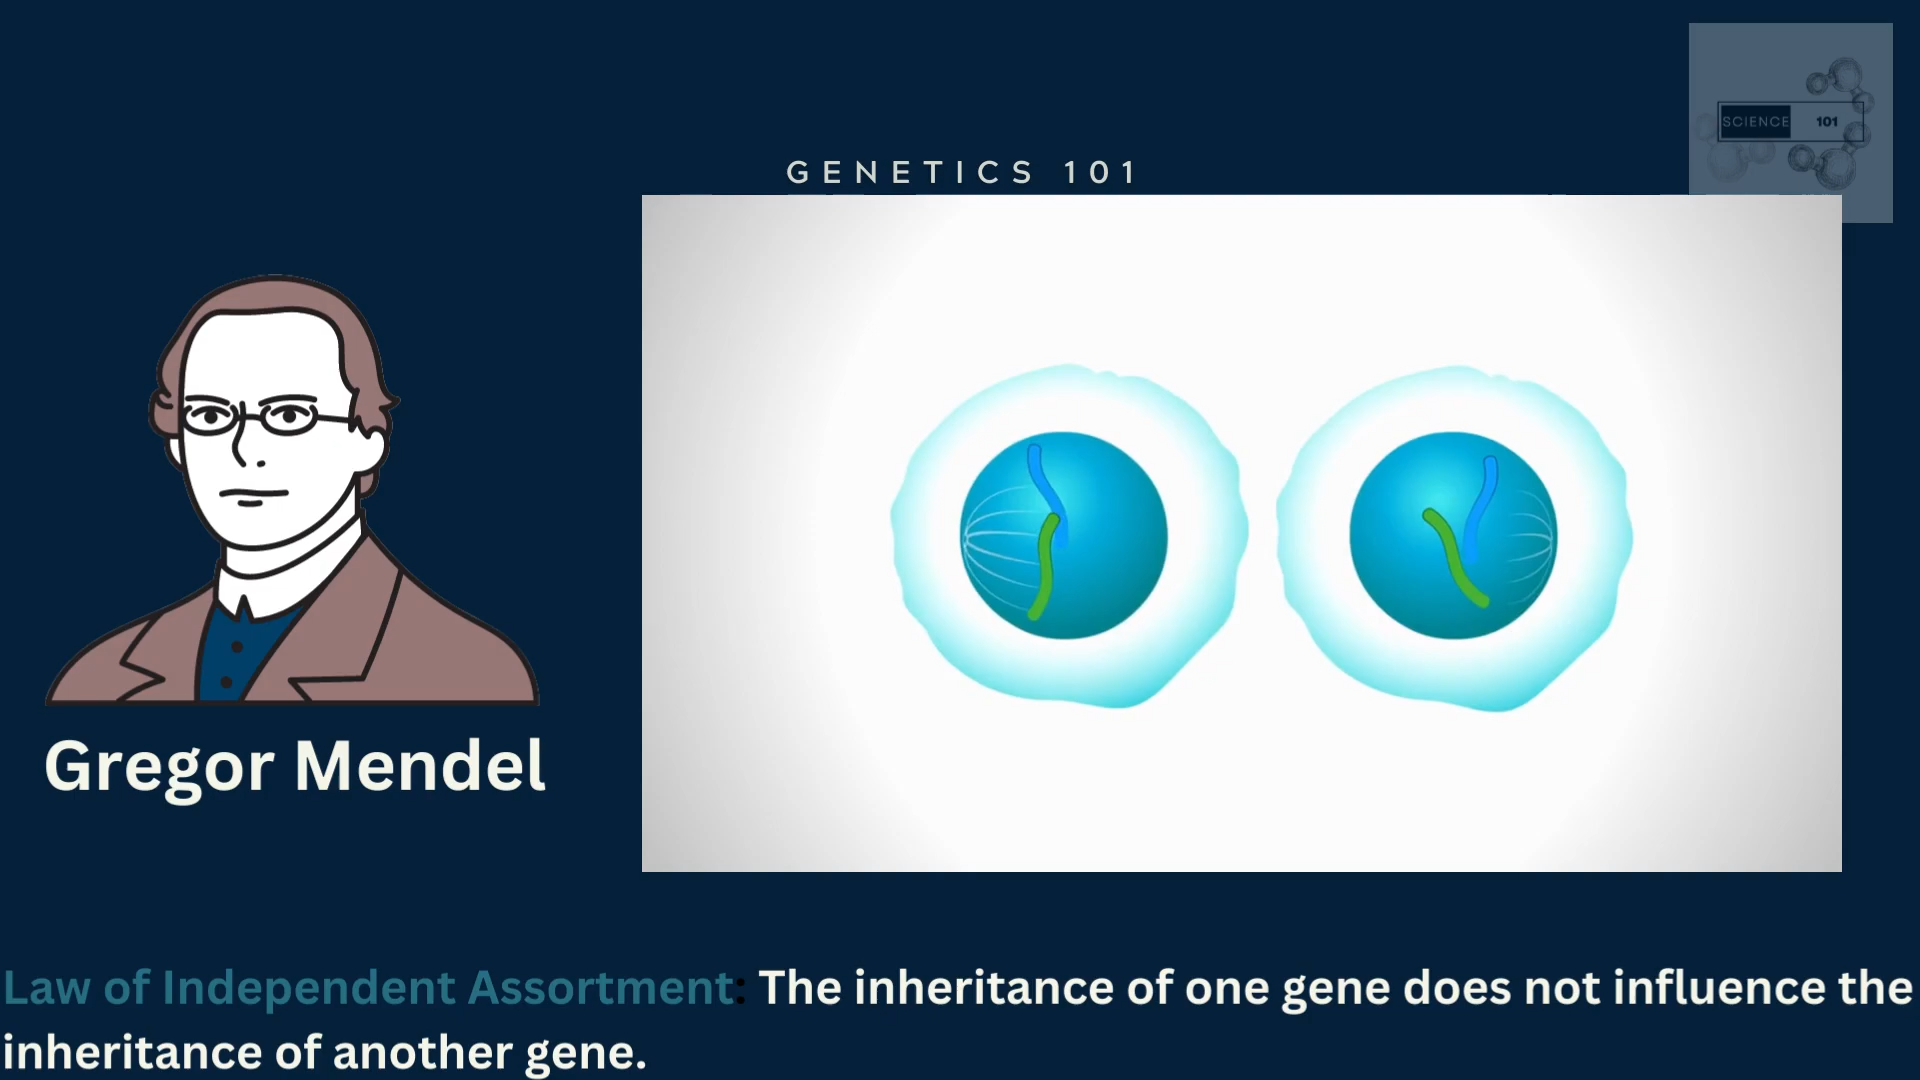 SCIENCE 101
GENETICS 101
Gregor Mendel
Law of Independent Assortment: The inheritance of one gene does not influence the
inheritance of another gene.